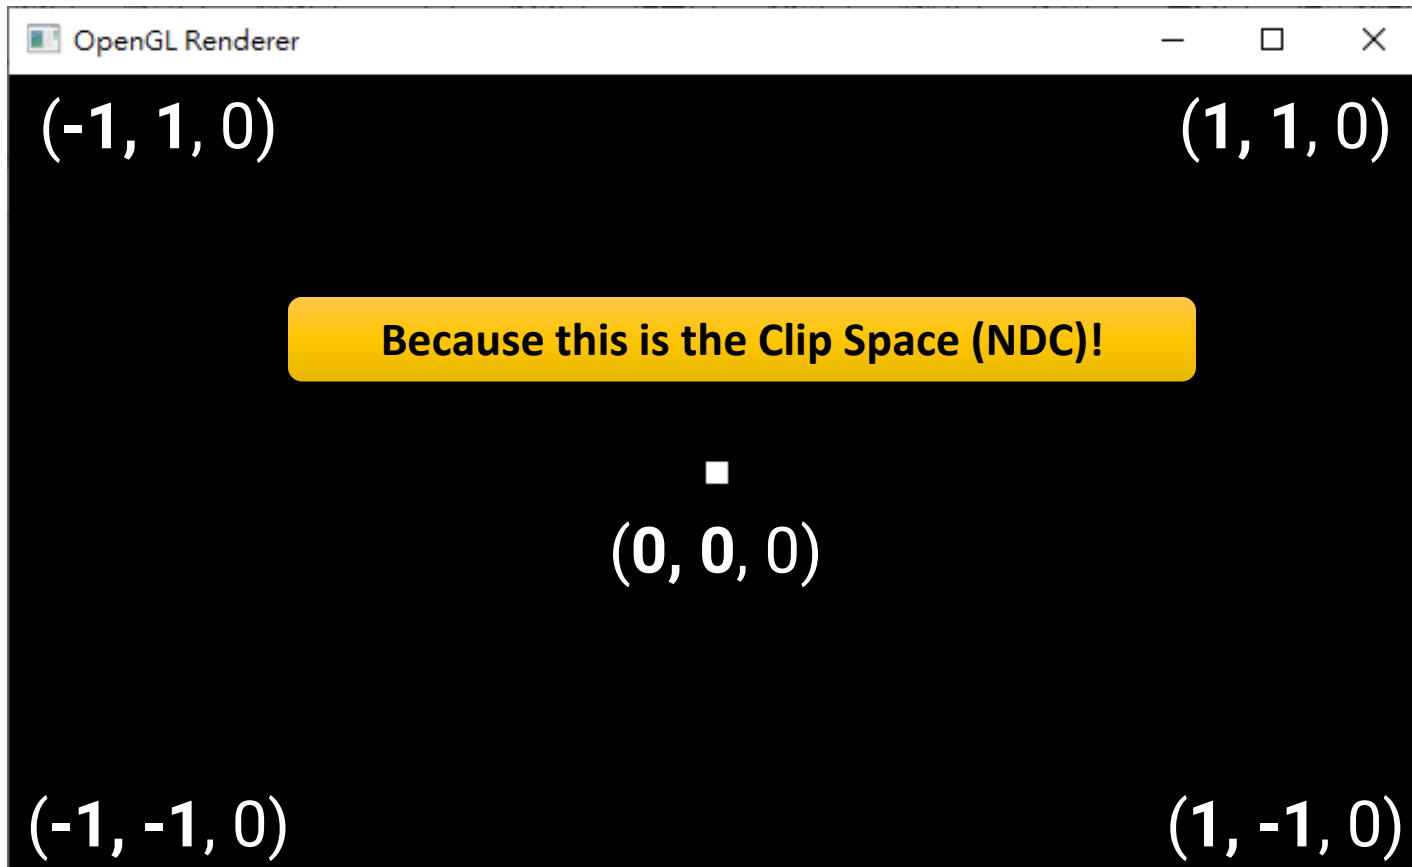 OpenGL Renderer
(-1, 1, 0)
(1, 1, 0)
Because this is the Clip Space (NDC)!
(0, 0, 0)
(-1, -1, 0)
(1, -1, 0)